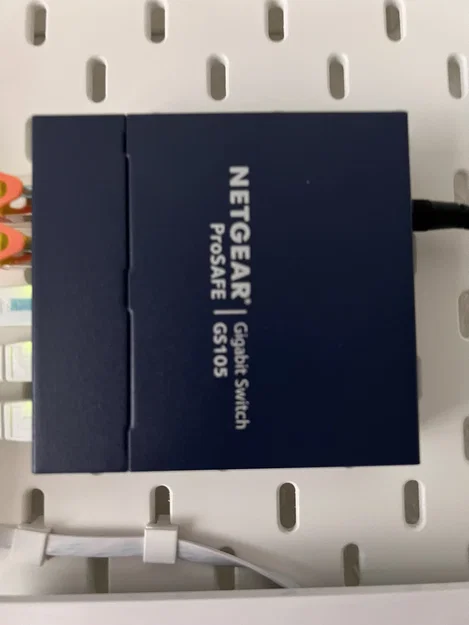 NETGEAR® | Gigabit Switch
ProSAFE | GS105